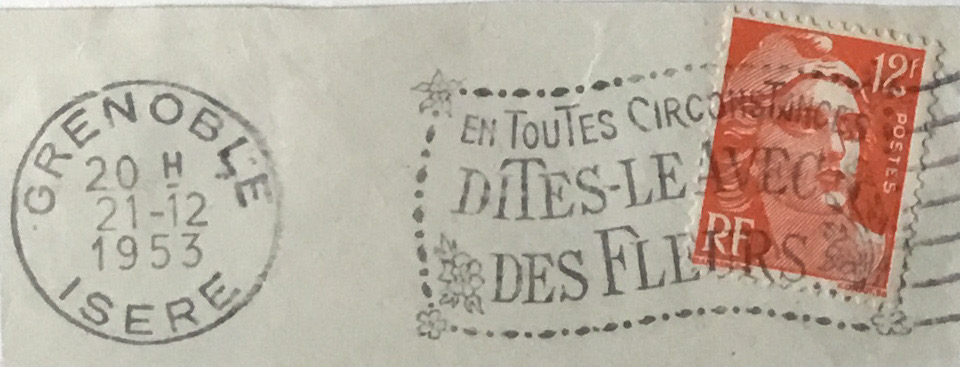 GRENOBLE
20 H
21-12
1953
ISERE
EN TOUTES CIRCONSTANCES
DITES-LE AVEC
DES FLEURS
12F
POSTES
RF